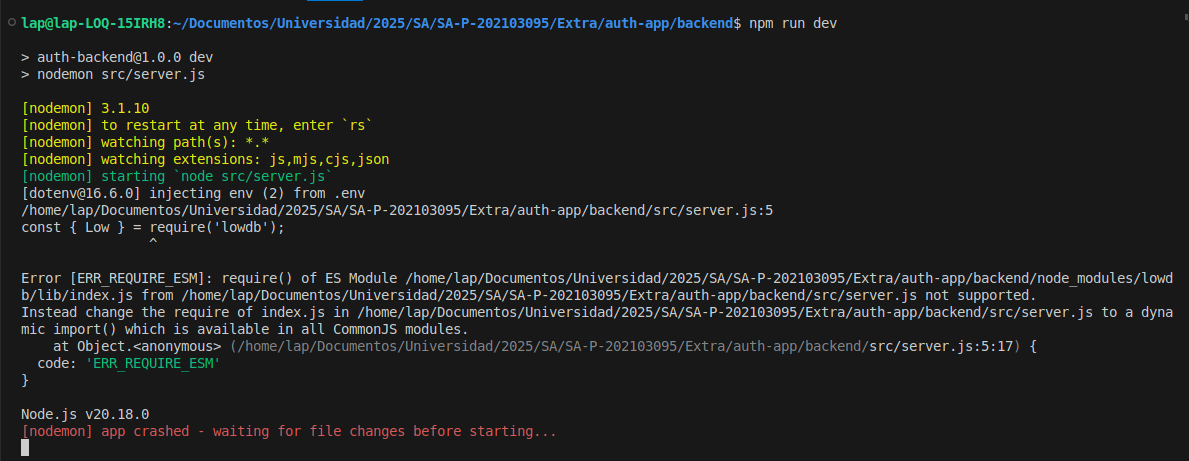 lap@lap-LOQ-15IRH8:~/Documentos/Universidad/2025/SA/SA-P-202103095/Extra/auth-app/backend$ npm run dev
> auth-backend@1.0.0 dev
> nodemon src/server.js
[nodemon] 3.1.10
[nodemon] to restart at any time, enter `rs`
[nodemon] watching path(s): *.*
[nodemon] watching extensions: js,mjs,cjs,json
[nodemon] starting `node src/server.js`
[dotenv@16.6.0] injecting env (2) from .env
/home/lap/Documentos/Universidad/2025/SA/SA-P-202103095/Extra/auth-app/backend/src/server.js:5
const { Low } = require('lowdb');
^
Error [ERR_REQUIRE_ESM]: require() of ES Module /home/lap/Documentos/Universidad/2025/SA/SA-P-202103095/Extra/auth-app/backend/node_modules/lowd
b/lib/index.js from /home/lap/Documentos/Universidad/2025/SA/SA-P-202103095/Extra/auth-app/backend/src/server.js not supported.
Instead change the require of index.js in /home/lap/Documentos/Universidad/2025/SA/SA-P-202103095/Extra/auth-app/backend/src/server.js to a dyna
mic import() which is available in all CommonJS modules.
at Object.<anonymous> (/home/lap/Documentos/Universidad/2025/SA/SA-P-202103095/Extra/auth-app/backend/src/server.js:5:17) {
code: 'ERR_REQUIRE_ESM'
}
Node.js v20.18.0
[nodemon] app crashed - waiting for file changes before starting...